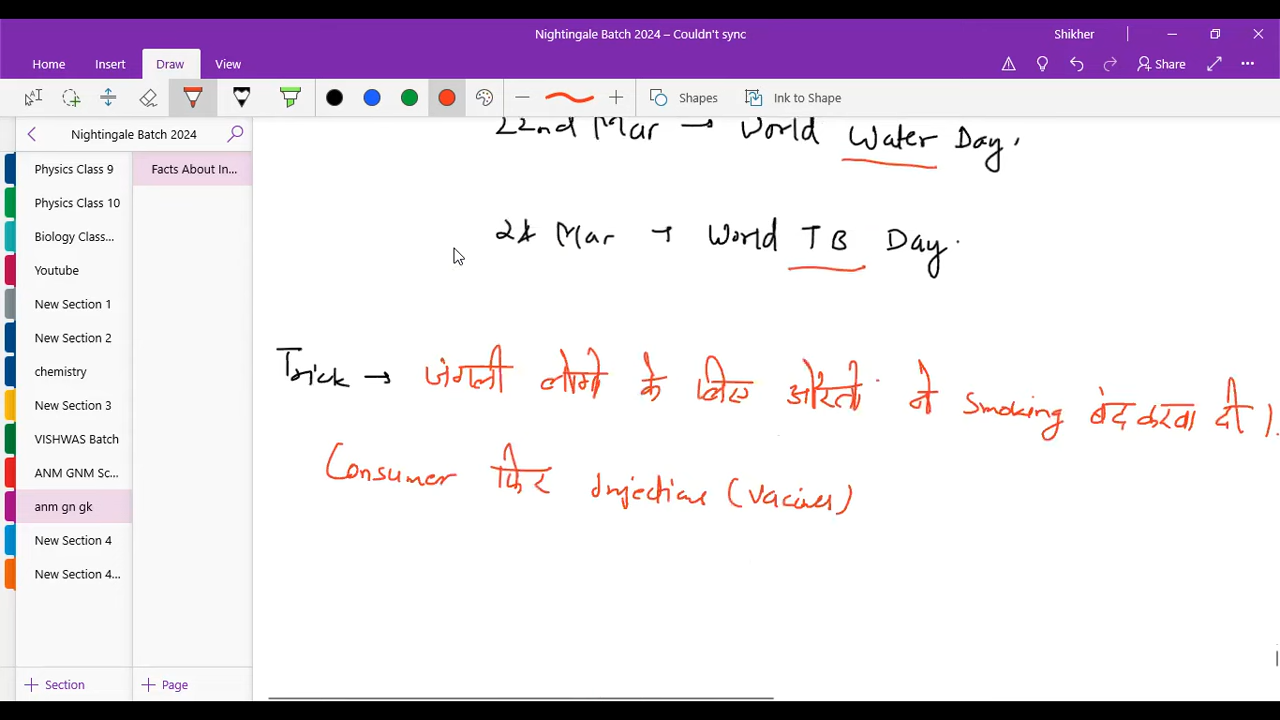 Nightingale Batch 2024 – Couldn't sync
Shikher
Home Insert Draw View
Share
Shapes Ink to Shape
Nightingale Batch 2024
Physics Class 9
Physics Class 10
Biology Class...
Youtube
New Section 1
New Section 2
chemistry
New Section 3
VISHWAS Batch
ANM GNM Sc...
anm gn gk
New Section 4
New Section 4...
+ Section
Facts About In...
+ Page
22nd Mar → World Water Day.
24 Mar → World TB Day.
Trick → जंगली लोगो के लिए औरतो ने Smoking बंद करवा दी।
Consumer फिर Injection (vacines)